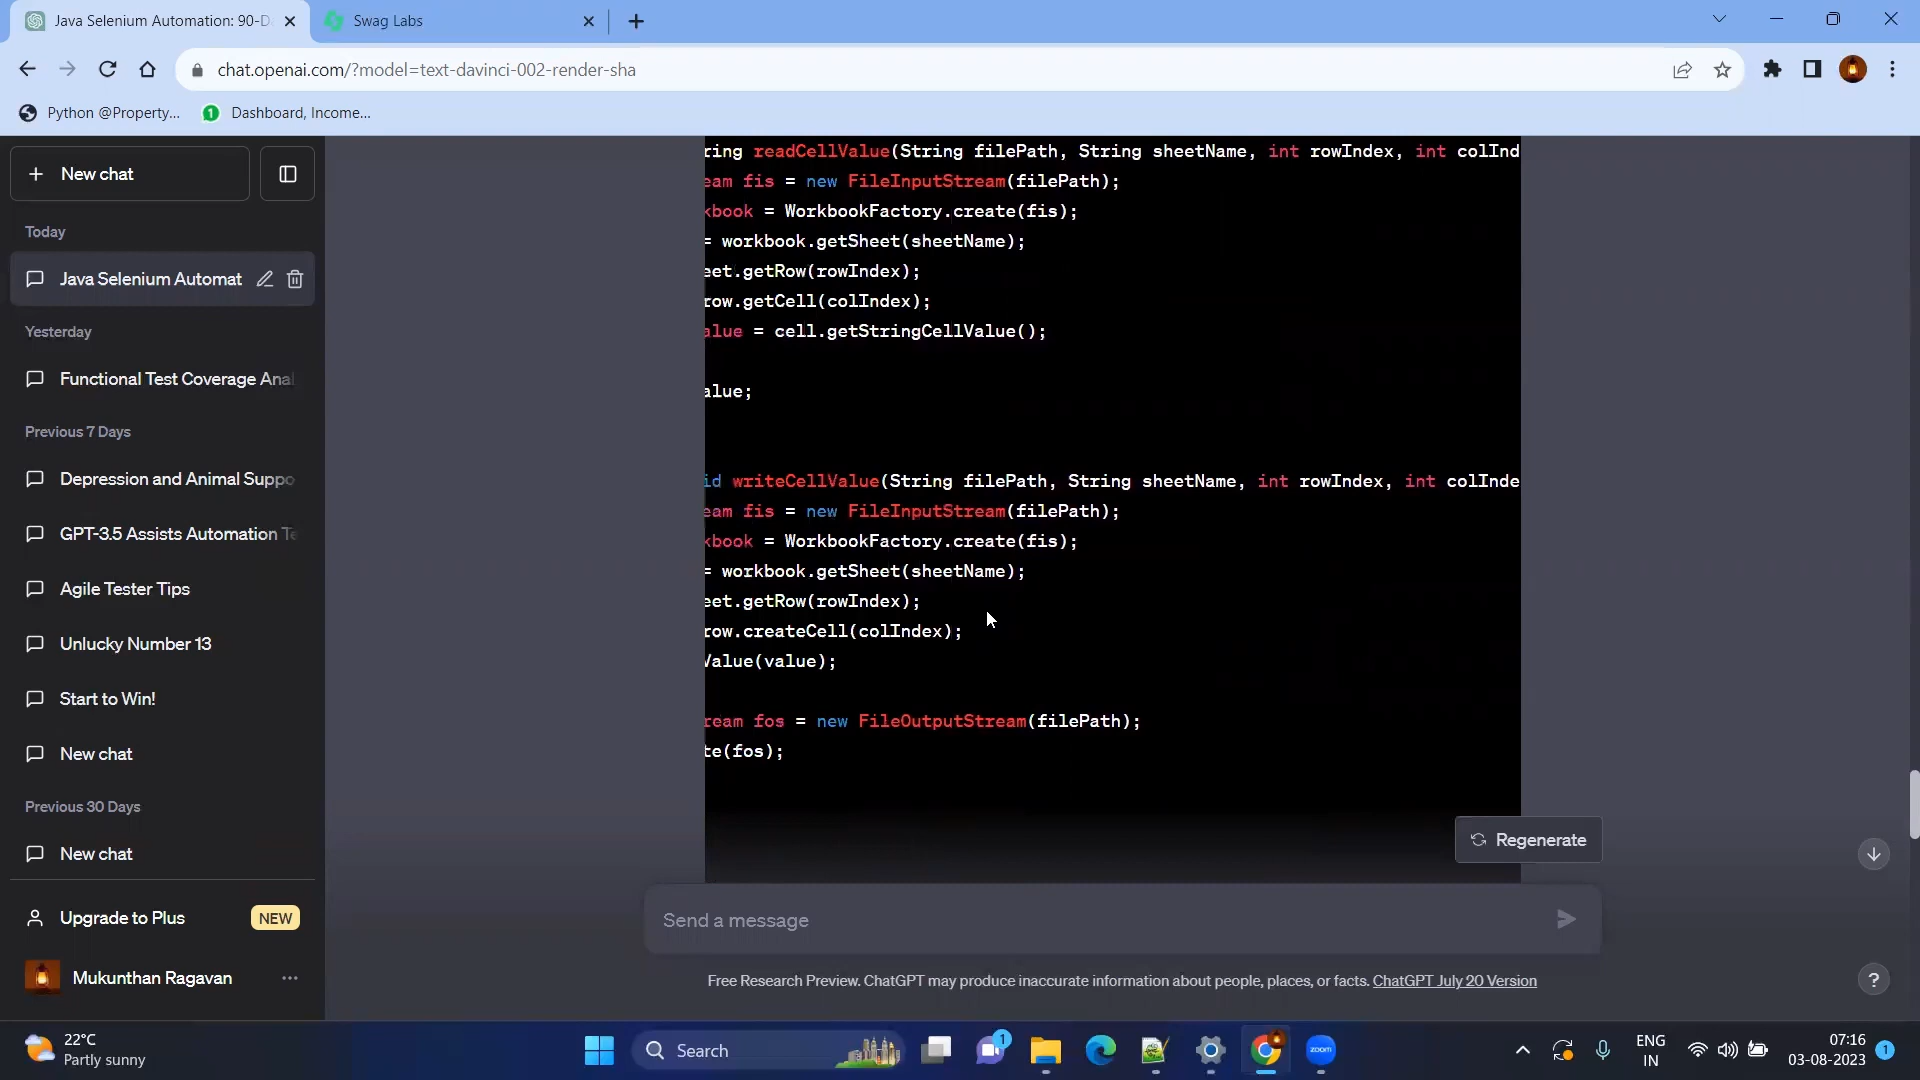 Java Selenium Automation: 90-D
Swag Labs
chat.openai.com/?model=text-davinci-002-render-sha
Python @Property...
Dashboard, Income...
New chat
Today
Java Selenium Automat
Yesterday
Functional Test Coverage Anal
Previous 7 Days
Depression and Animal Suppo
GPT-3.5 Assists Automation Te
Agile Tester Tips
Unlucky Number 13
Start to Win!
New chat
Previous 30 Days
New chat
Upgrade to Plus NEW
Mukunthan Ragavan
ring readCellValue(String filePath, String sheetName, int rowIndex, int colInd
eam fis = new FileInputStream(filePath);
kbook = WorkbookFactory.create(fis);
= workbook.getSheet(sheetName);
eet.getRow(rowIndex);
row.getCell(colIndex);
alue = cell.getStringCellValue();
alue;
id writeCellValue(String filePath, String sheetName, int rowIndex, int colInde
eam fis = new FileInputStream(filePath);
kbook = WorkbookFactory.create(fis);
= workbook.getSheet(sheetName);
eet.getRow(rowIndex);
row.createCell(colIndex);
Value(value);
ream fos = new FileOutputStream(filePath);
te(fos);
Regenerate
Send a message
Free Research Preview. ChatGPT may produce inaccurate information about people, places, or facts. ChatGPT July 20 Version
?
22°C
Partly sunny
Search
1
zoom
ENG
IN
07:16
03-08-2023
1